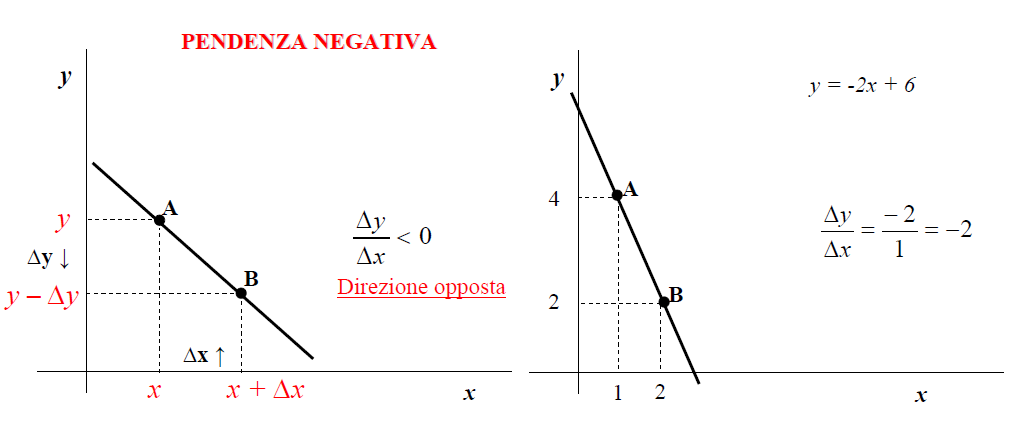 PENDENZA NEGATIVA
y
A
y
Δy ↓
B
y − Δy
Δx ↑
x
x + Δx
x
Δy
Δx
< 0
Direzione opposta
y
y = -2x + 6
4
A
2
B
1
2
x
Δy/Δx = −2/1 = −2